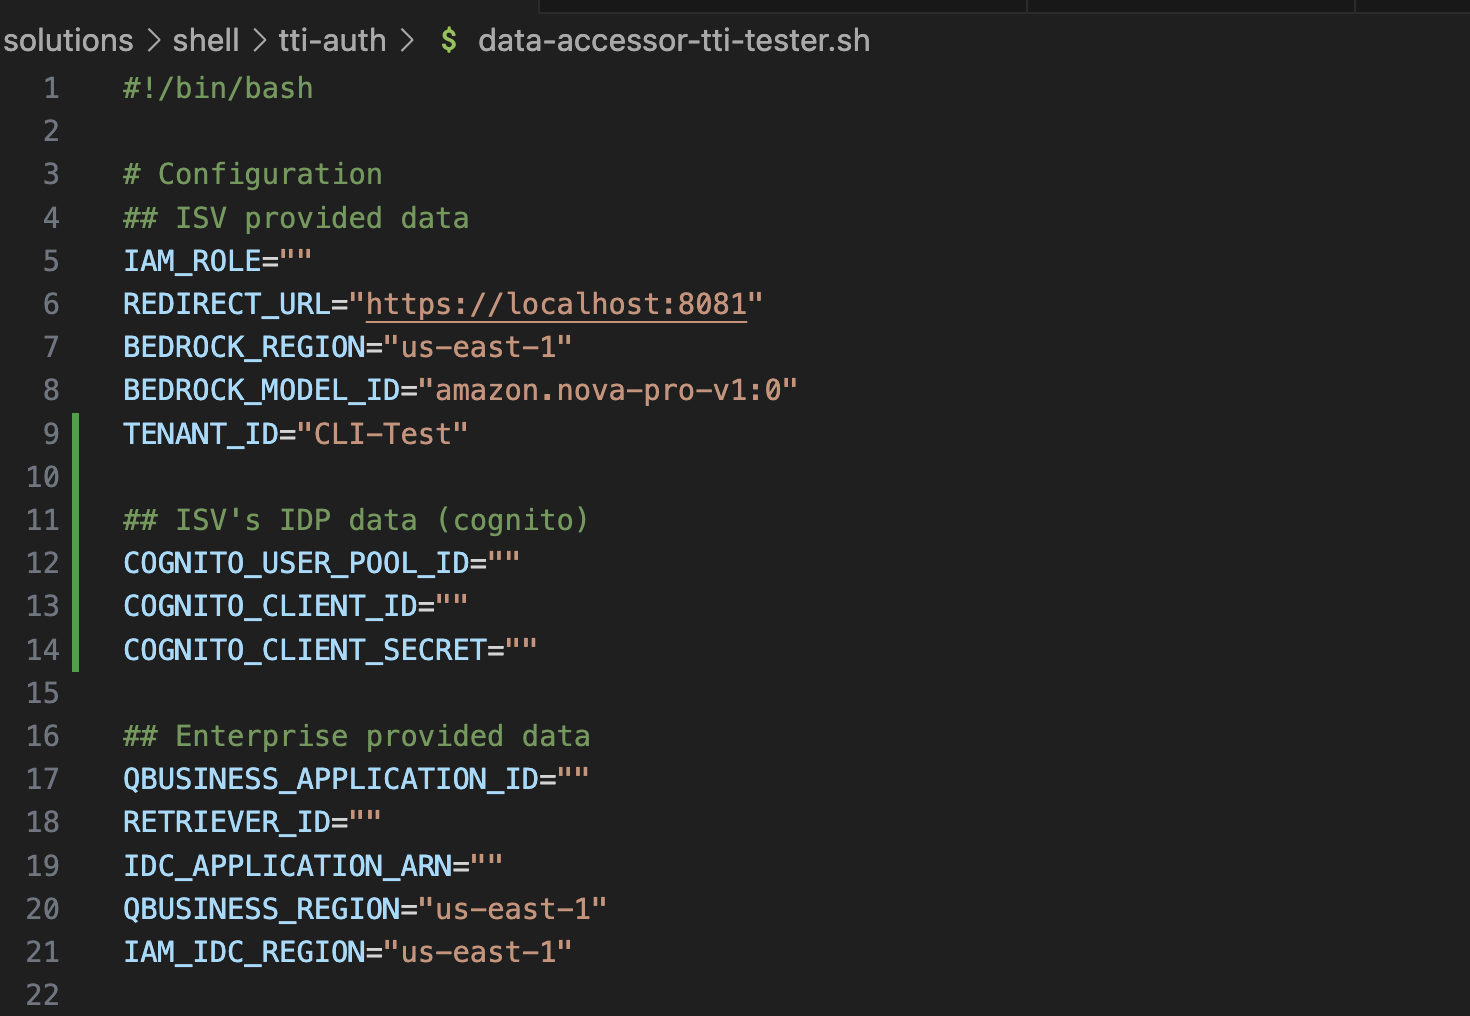 solutions > shell > tti-auth > $ data-accessor-tti-tester.sh
1 #!/bin/bash
2
3 # Configuration
4 ## ISV provided data
5 IAM_ROLE=""
6 REDIRECT_URL="https://localhost:8081"
7 BEDROCK_REGION="us-east-1"
8 BEDROCK_MODEL_ID="amazon.nova-pro-v1:0"
9 TENANT_ID="CLI-Test"
10
11 ## ISV's IDP data (cognito)
12 COGNITO_USER_POOL_ID=""
13 COGNITO_CLIENT_ID=""
14 COGNITO_CLIENT_SECRET=""
15
16 ## Enterprise provided data
17 QBUSINESS_APPLICATION_ID=""
18 RETRIEVER_ID=""
19 IDC_APPLICATION_ARN=""
20 QBUSINESS_REGION="us-east-1"
21 IAM_IDC_REGION="us-east-1"
22